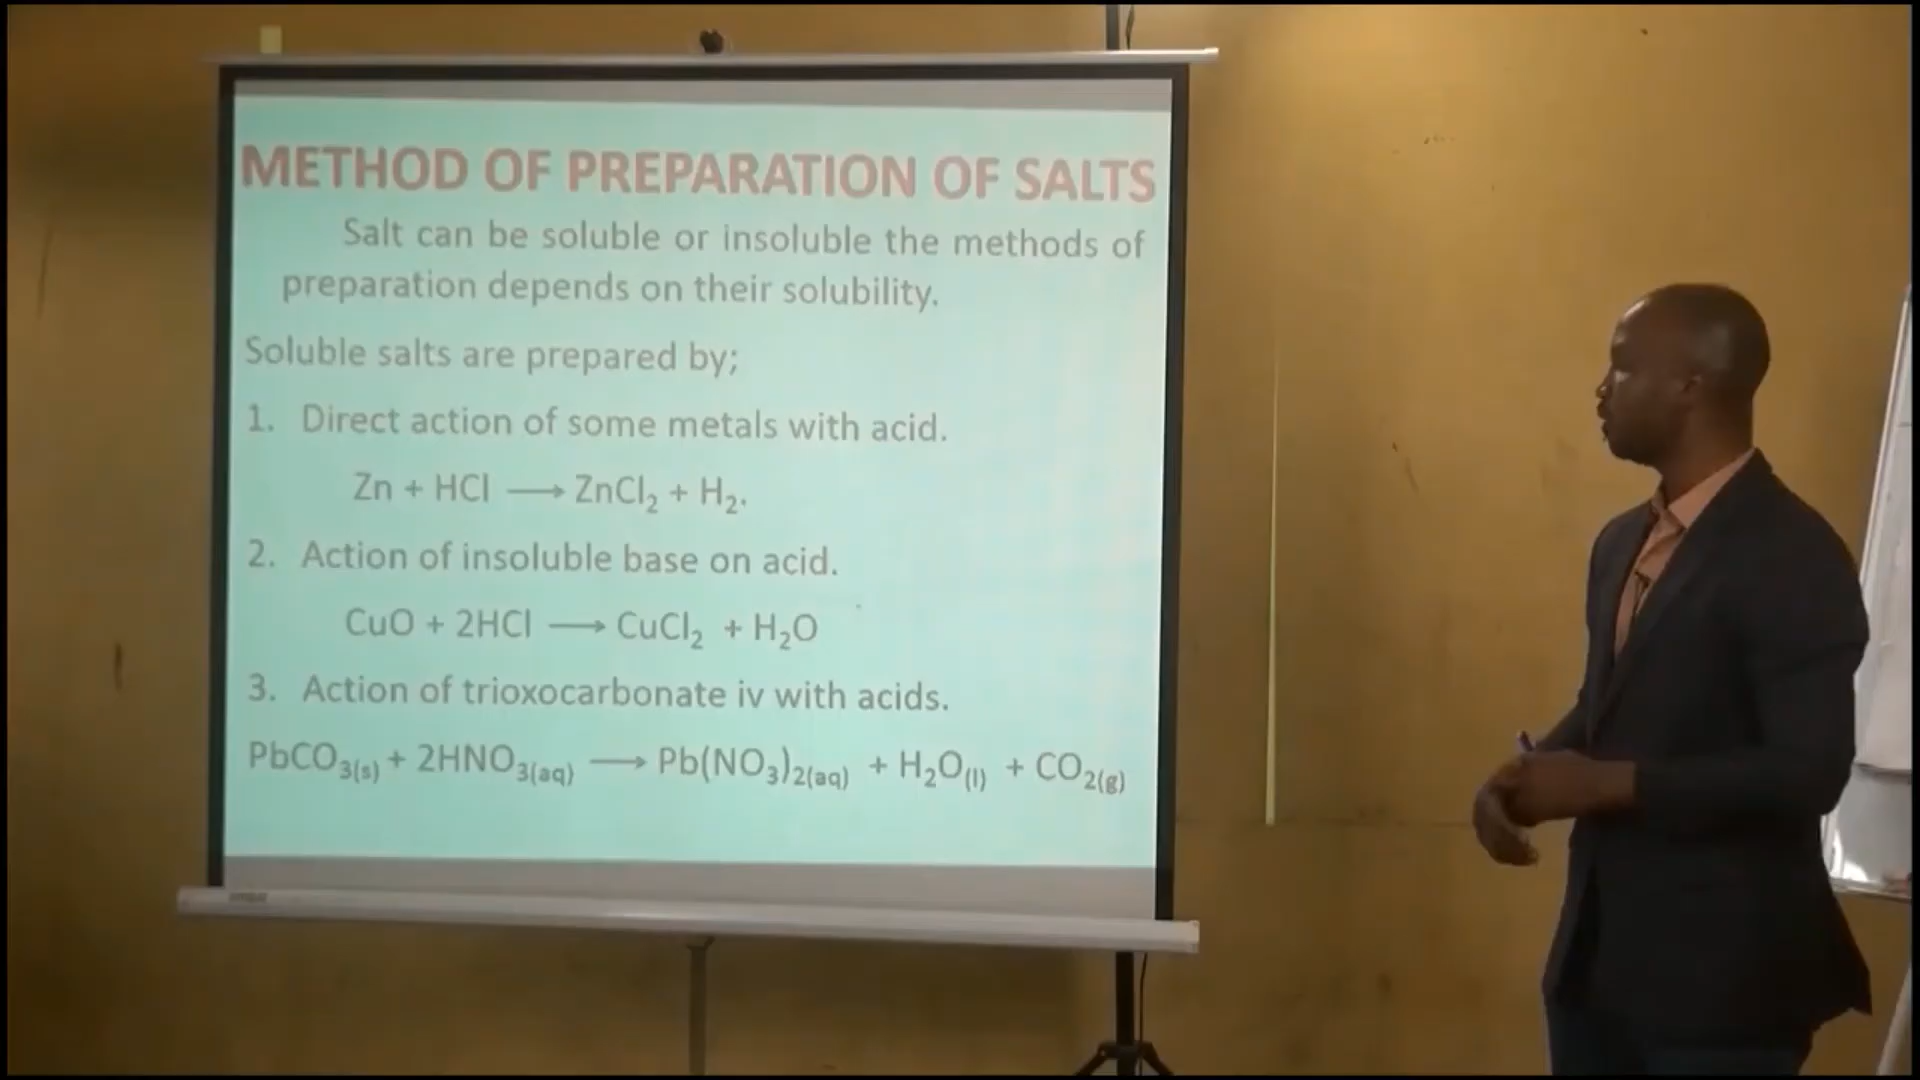 METHOD OF PREPARATION OF SALTS
Salt can be soluble or insoluble the methods of
preparation depends on their solubility.
Soluble salts are prepared by;
1. Direct action of some metals with acid.
Zn + HCl ⟶ ZnCl₂ + H₂.
2. Action of insoluble base on acid.
CuO + 2HCl ⟶ CuCl₂ + H₂O
3. Action of trioxocarbonate iv with acids.
PbCO₃(s) + 2HNO₃(aq) ⟶ Pb(NO₃)₂(aq) + H₂O(l) + CO₂(g)